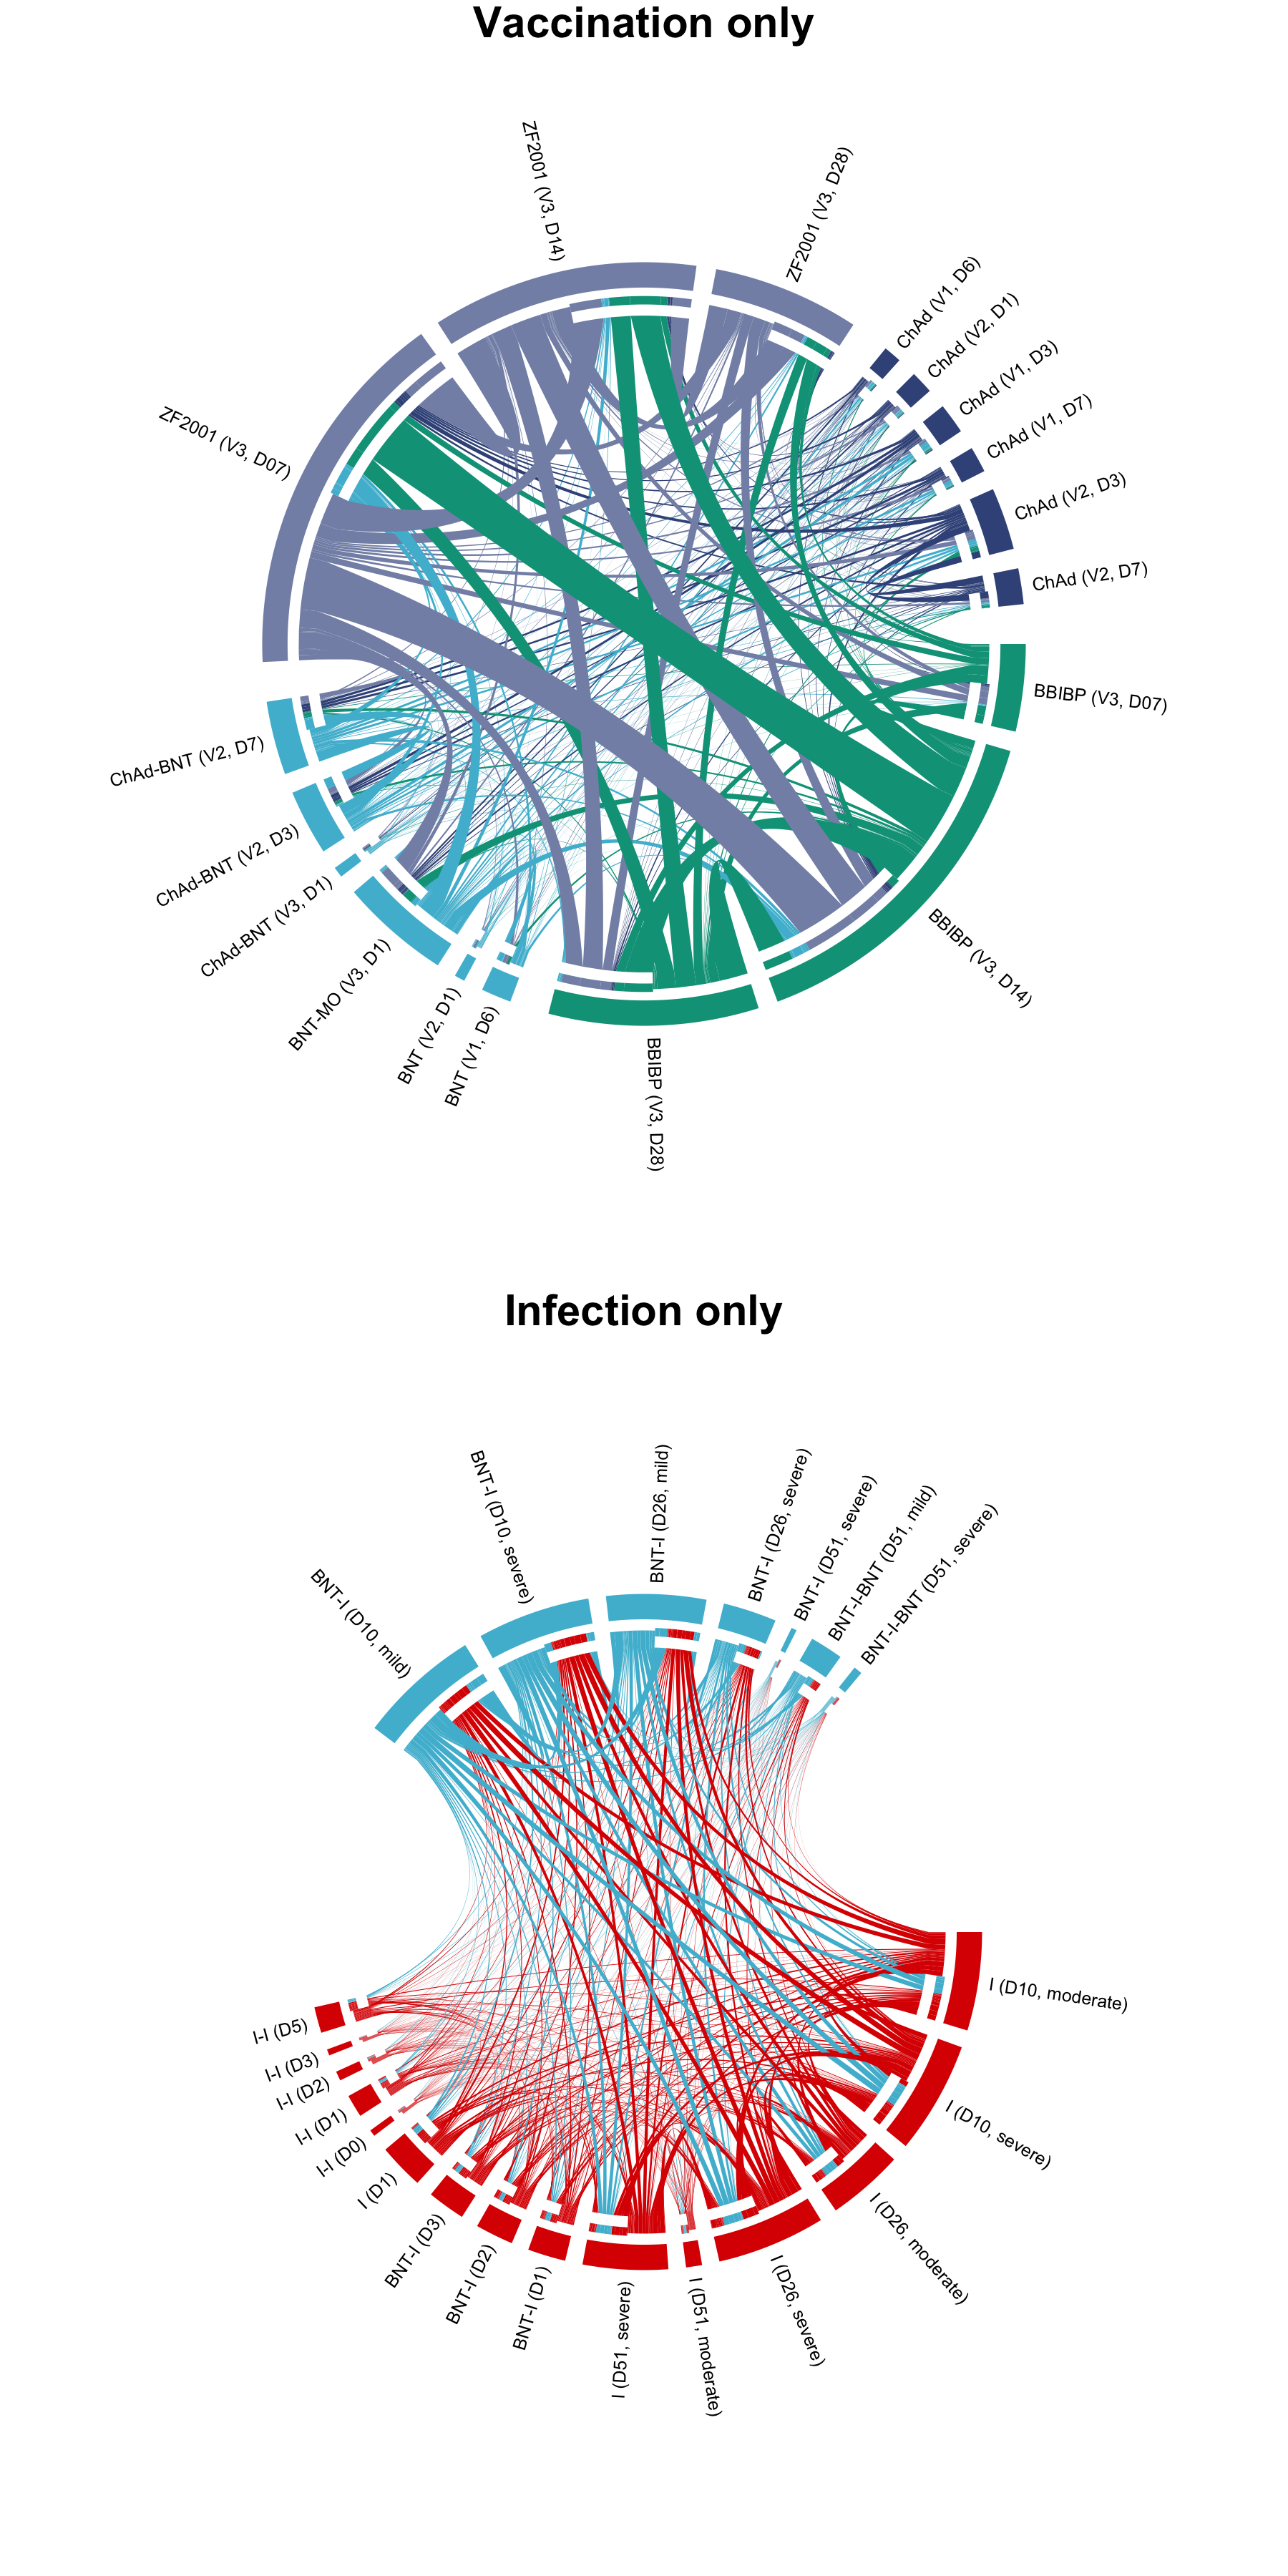 Vaccination only
ZF2001 (V3, D14)
ZF2001 (V3, D28)
ChAd (V1, D6)
ChAd (V2, D1)
ChAd (V1, D3)
ChAd (V1, D7)
ChAd (V2, D3)
ChAd (V2, D7)
BBIBP (V3, D07)
BBIBP (V3, D14)
BBIBP (V3, D28)
BNT (V1, D6)
BNT (V2, D1)
BNT-MO (V3, D1)
ChAd-BNT (V3, D1)
ChAd-BNT (V2, D3)
ChAd-BNT (V2, D7)
ZF2001 (V3, D07)
Infection only
BNT-I (D10, mild)
BNT-I (D10, severe)
BNT-I (D26, mild)
BNT-I (D26, severe)
BNT-I (D51, severe)
BNT-I-BNT (D51, mild)
BNT-I-BNT (D51, severe)
I (D10, moderate)
I (D10, severe)
I (D26, moderate)
I (D26, severe)
I (D51, moderate)
I (D51, severe)
BNT-I (D1)
BNT-I (D2)
BNT-I (D3)
I (D1)
I-I (D0)
I-I (D1)
I-I (D2)
I-I (D3)
I-I (D5)